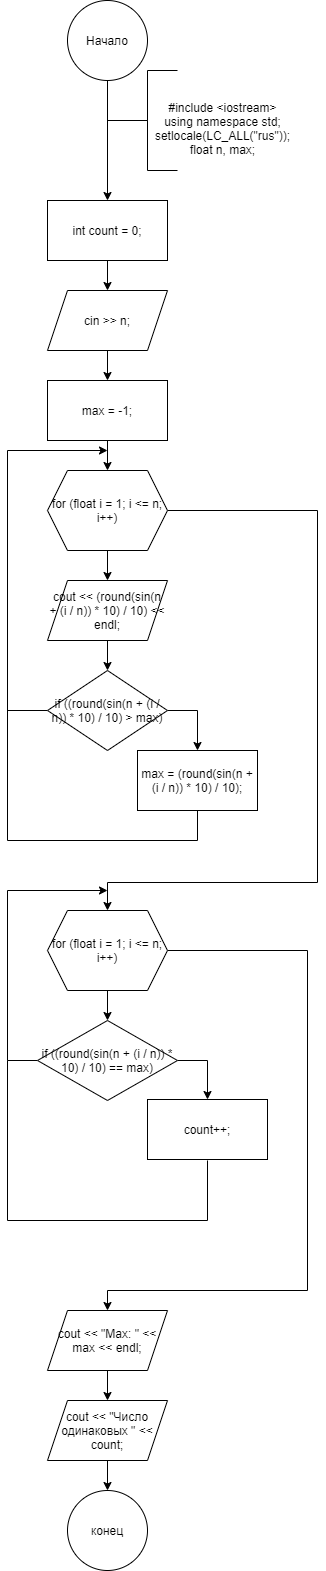 Начало
#include <iostream>
using namespace std;
setlocale(LC_ALL("rus"));
float n, max;
int count = 0;
cin >> n;
max = -1;
for (float i = 1; i <= n;
i++)
cout << (round(sin(n
+ (i / n)) * 10) / 10) <<
endl;
if ((round(sin(n + (i /
n)) * 10) / 10) > max)
max = (round(sin(n +
(i / n)) * 10) / 10);
for (float i = 1; i <= n;
i++)
if ((round(sin(n + (i / n)) *
10) / 10) == max)
count++;
cout << "Max: " <<
max << endl;
cout << "Число
одинаковых " <<
count;
конец